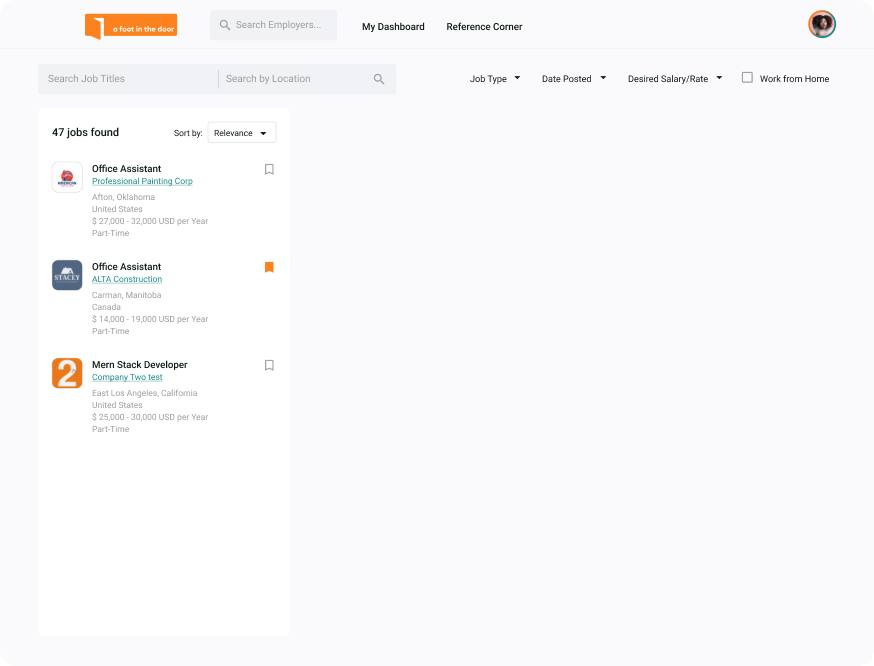 a foot in the door
Search Employers...
My Dashboard
Reference Corner
Search Job Titles
Search by Location
Job Type
Date Posted
Desired Salary/Rate
Work from Home
47 jobs found
Sort by:
Relevance
Office Assistant
Professional Painting Corp
Afton, Oklahoma
United States
$ 27,000 - 32,000 USD per Year
Part-Time
STACEY
Office Assistant
ALTA Construction
Carman, Manitoba
Canada
$ 14,000 - 19,000 USD per Year
Part-Time
2
Mern Stack Developer
Company Two test
East Los Angeles, California
United States
$ 25,000 - 30,000 USD per Year
Part-Time